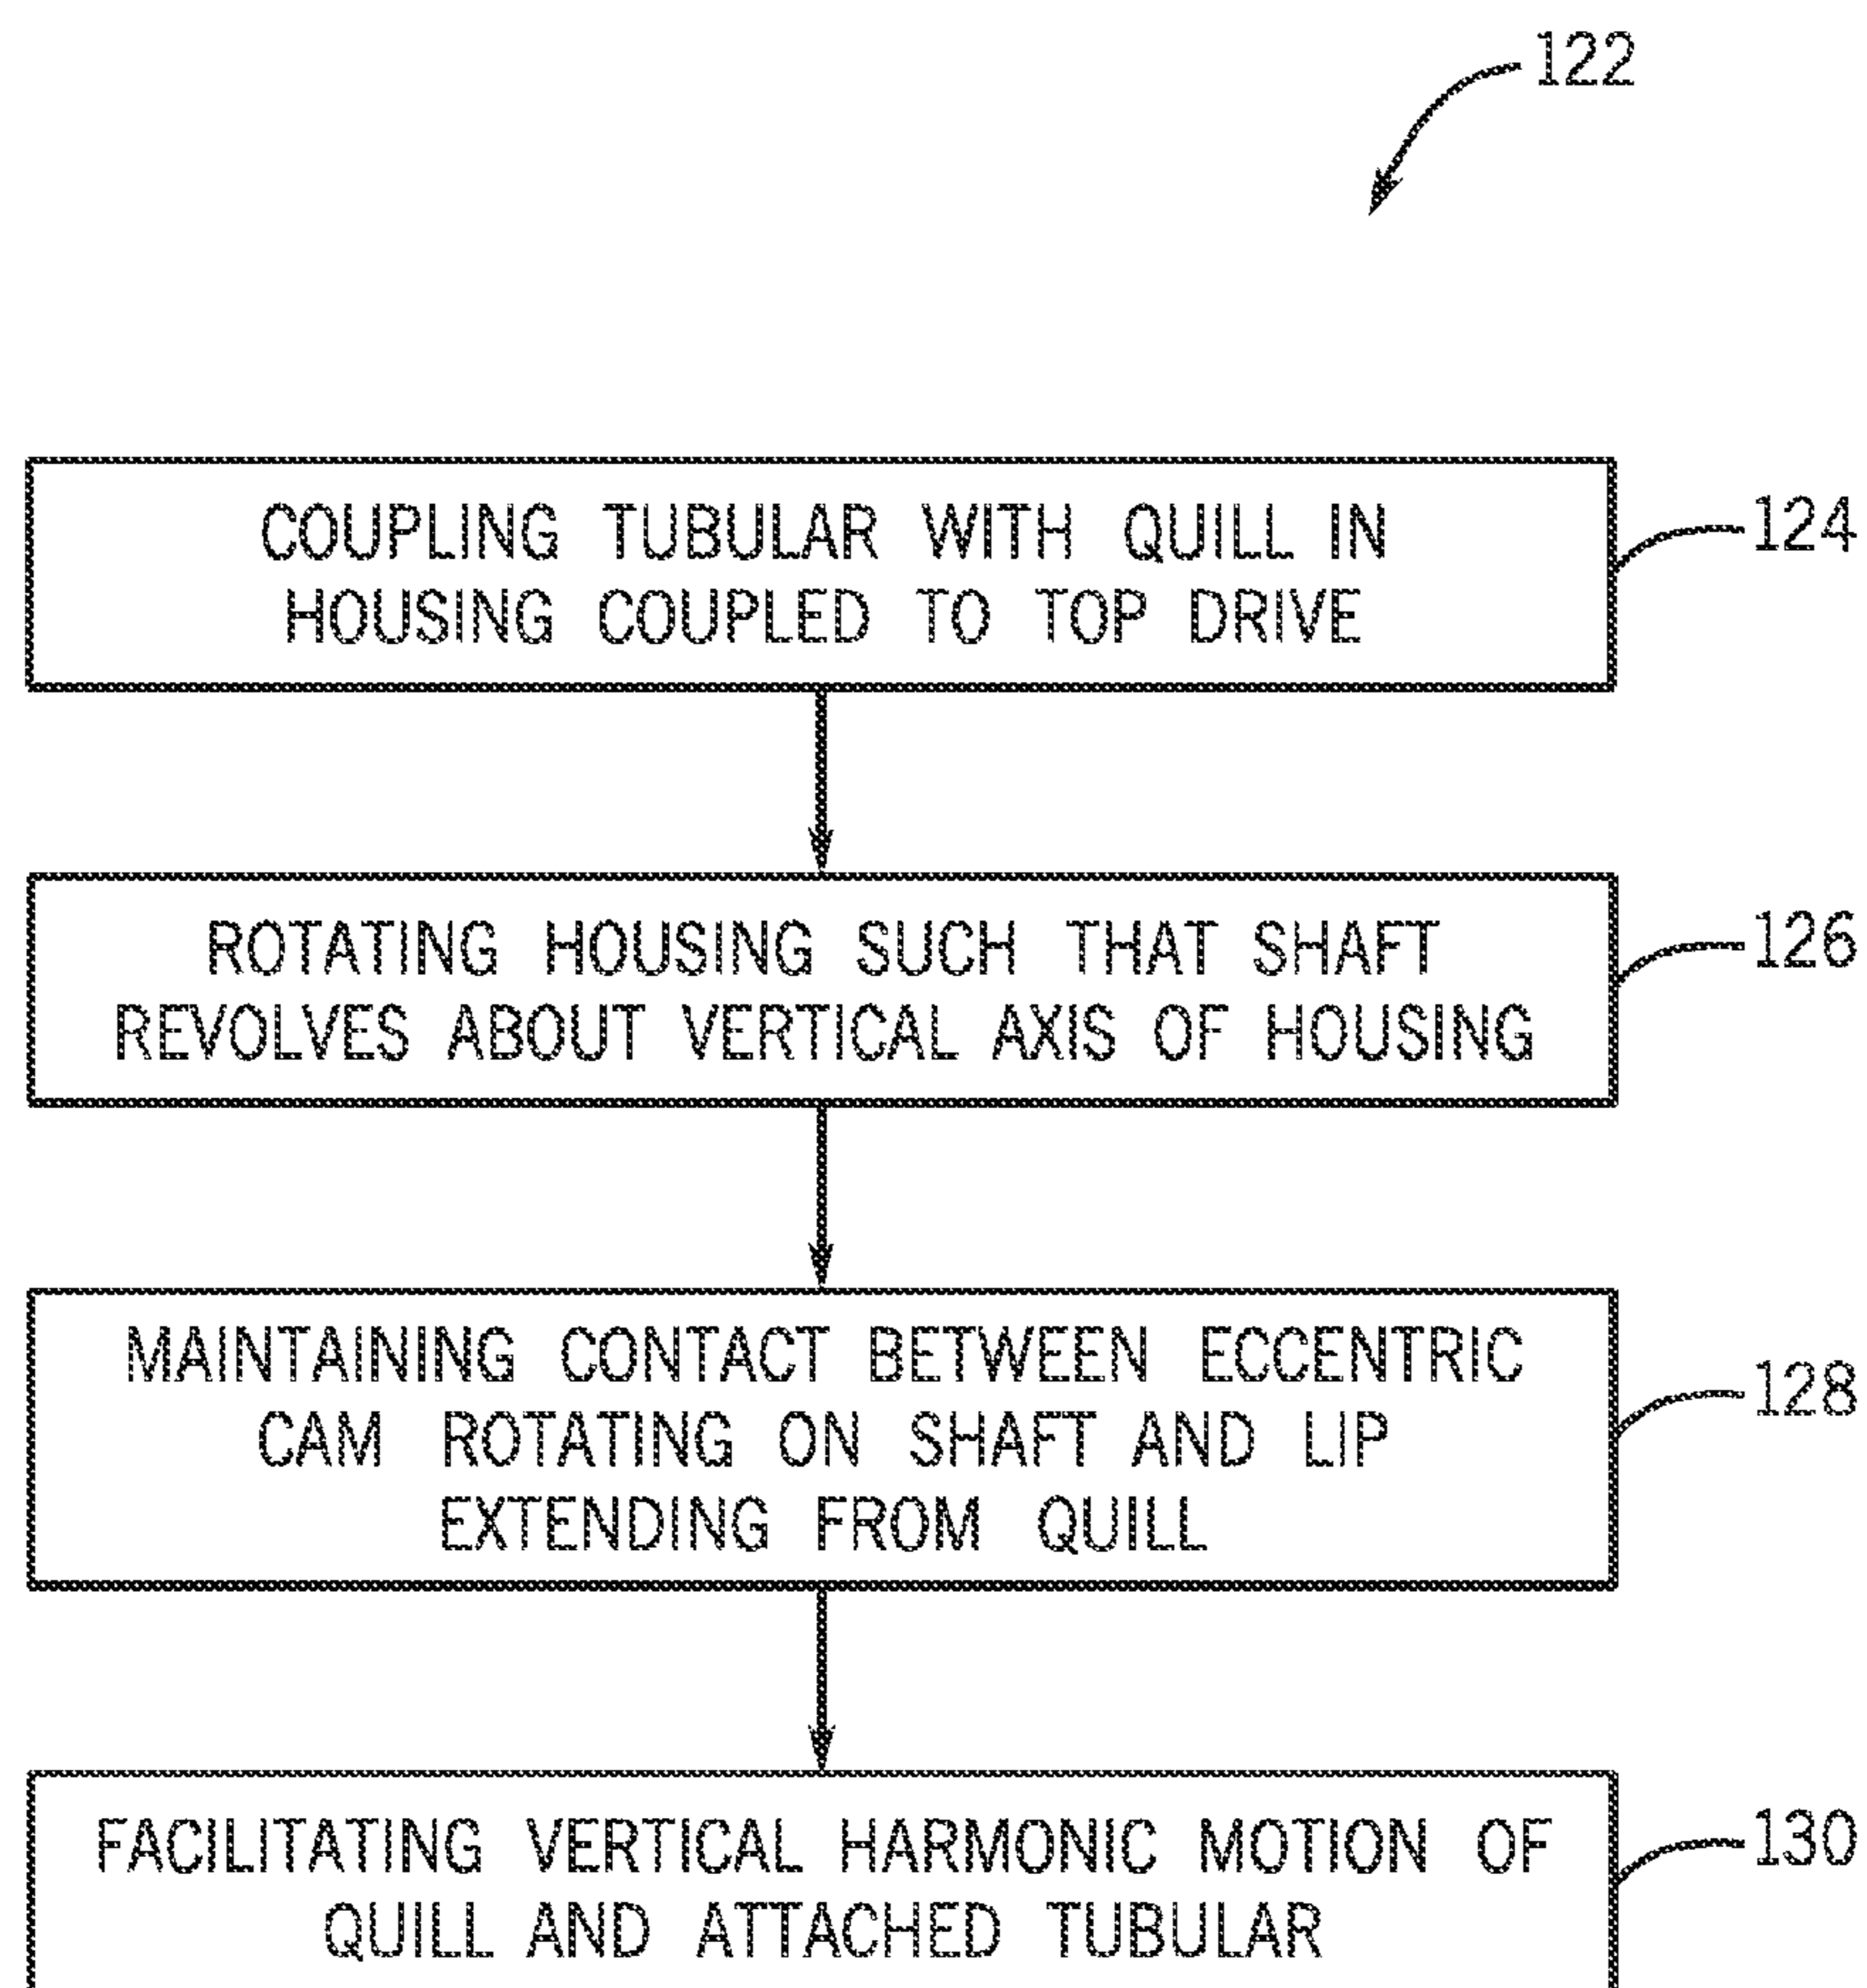 122
COUPLING TUBULAR WITH QUILL IN
HOUSING COUPLED TO TOP DRIVE
124
ROTATING HOUSING SUCH THAT SHAFT
REVOLVES ABOUT VERTICAL AXIS OF HOUSING
126
MAINTAINING CONTACT BETWEEN ECCENTRIC
CAM ROTATING ON SHAFT AND LIP
EXTENDING FROM QUILL
128
FACILITATING VERTICAL HARMONIC MOTION OF
QUILL AND ATTACHED TUBULAR
130